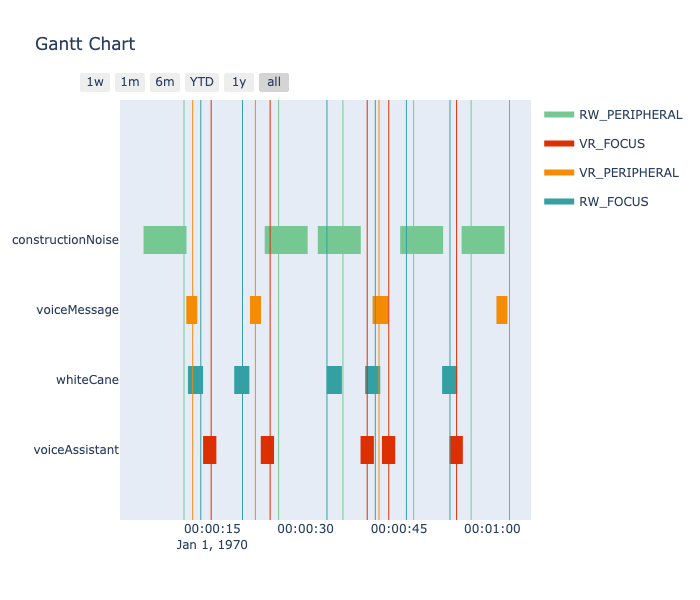 Gantt Chart
1w 1m 6m YTD 1y all
RW_PERIPHERAL
VR_FOCUS
VR_PERIPHERAL
RW_FOCUS
constructionNoise
voiceMessage
whiteCane
voiceAssistant
00:00:15 00:00:30 00:00:45 00:01:00
Jan 1, 1970